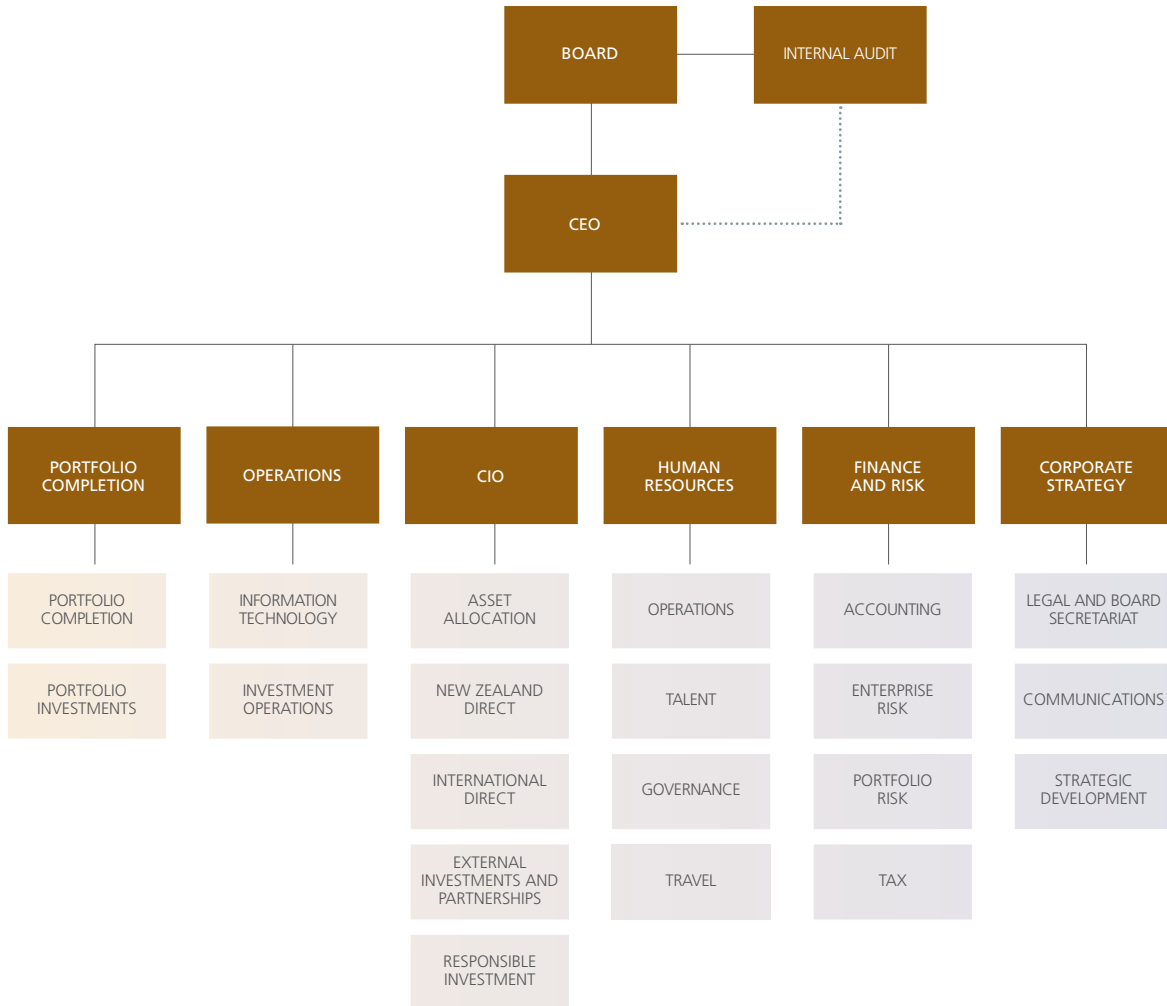 BOARD
INTERNAL AUDIT
CEO
PORTFOLIO
COMPLETION
OPERATIONS
CIO
HUMAN
RESOURCES
FINANCE
AND RISK
CORPORATE
STRATEGY
PORTFOLIO
COMPLETION
PORTFOLIO
INVESTMENTS
INFORMATION
TECHNOLOGY
INVESTMENT
OPERATIONS
ASSET
ALLOCATION
NEW ZEALAND
DIRECT
INTERNATIONAL
DIRECT
EXTERNAL
INVESTMENTS AND
PARTNERSHIPS
RESPONSIBLE
INVESTMENT
OPERATIONS
TALENT
GOVERNANCE
TRAVEL
ACCOUNTING
ENTERPRISE
RISK
PORTFOLIO
RISK
TAX
LEGAL AND BOARD
SECRETARIAT
COMMUNICATIONS
STRATEGIC
DEVELOPMENT